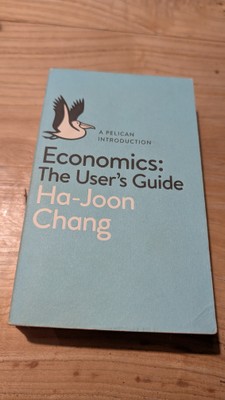 A PELICAN
INTRODUCTION
Economics:
The User's Guide
Ha-Joon
Chang